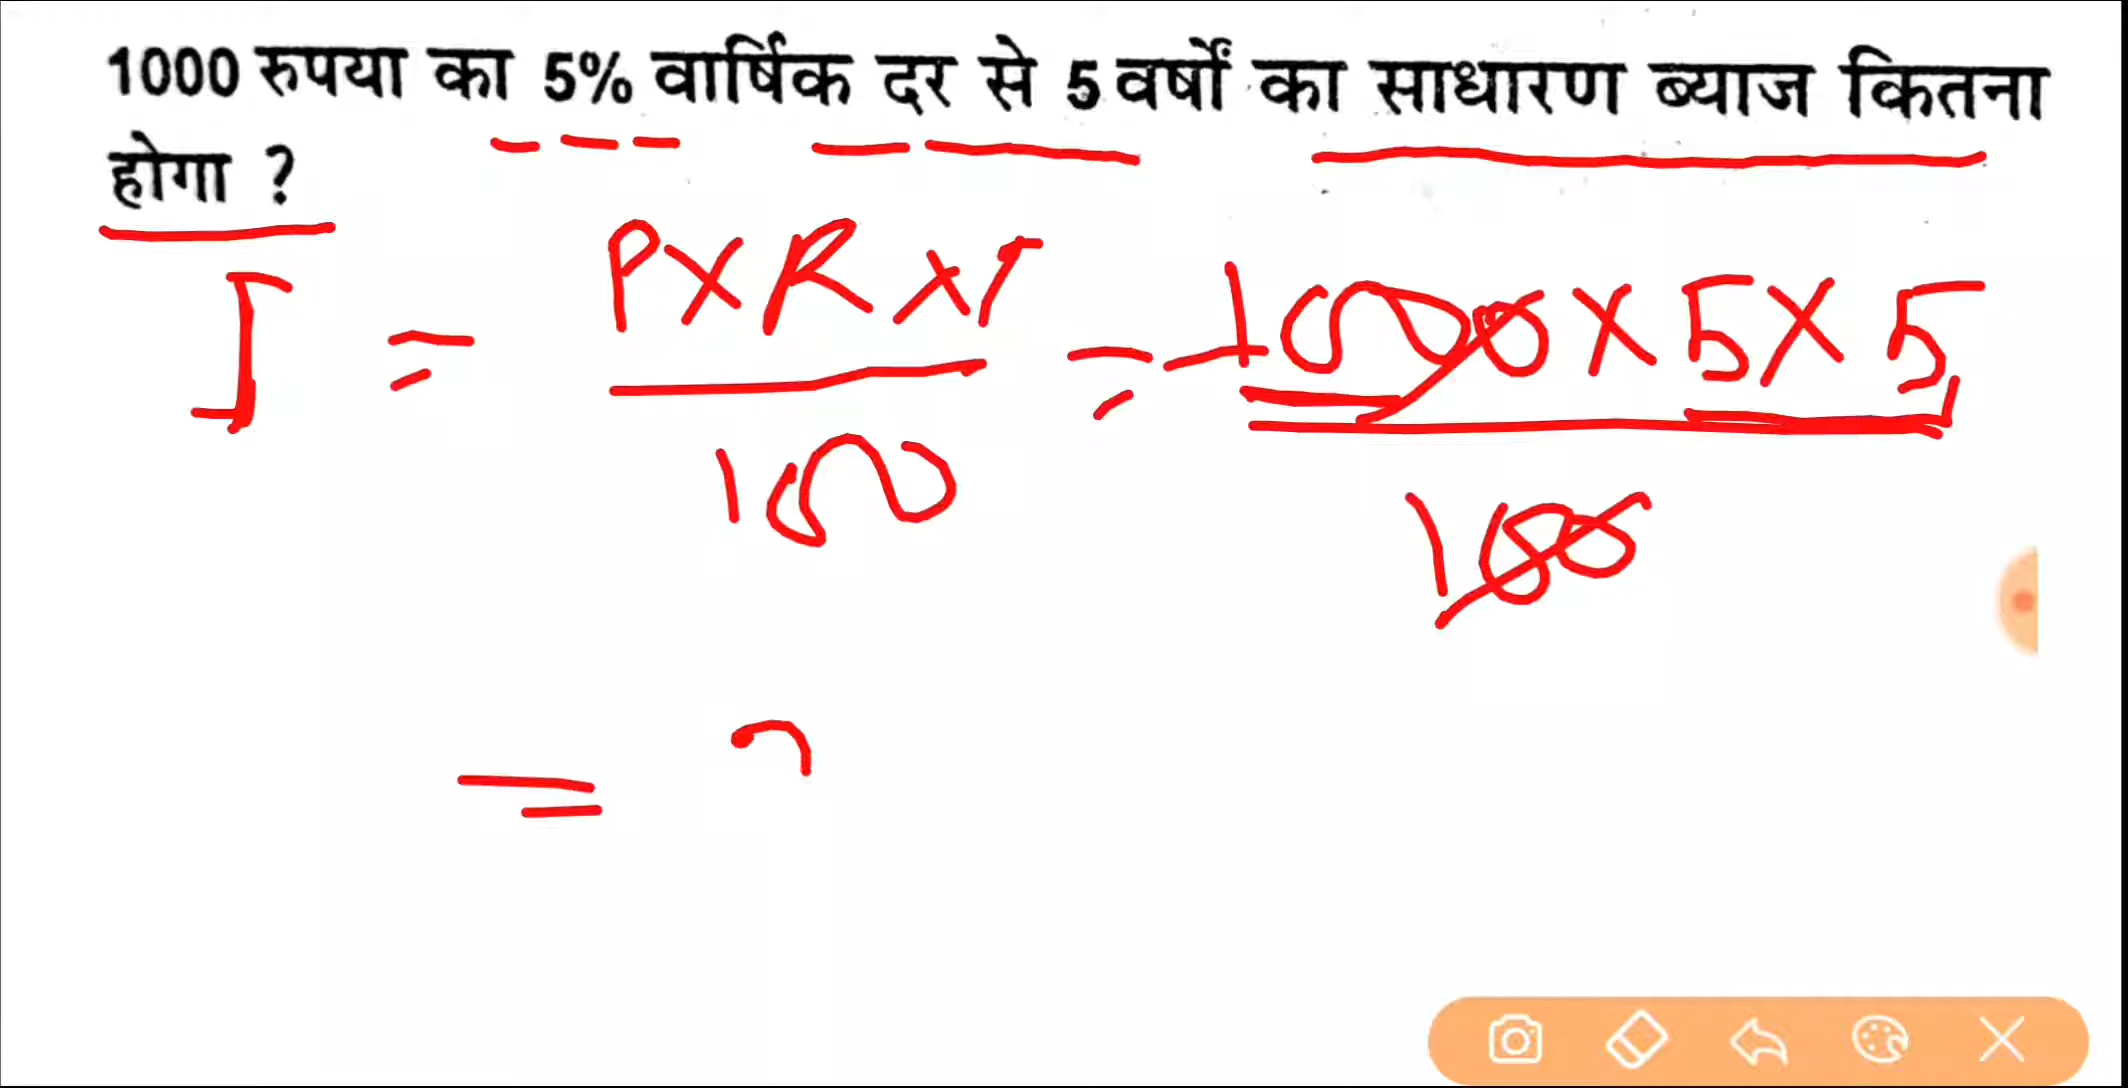 1000 रुपया का 5% वार्षिक दर से 5 वर्षों का साधारण ब्याज कितना
होगा ?
I = P×R×T = 1000×5×5
100 100
=